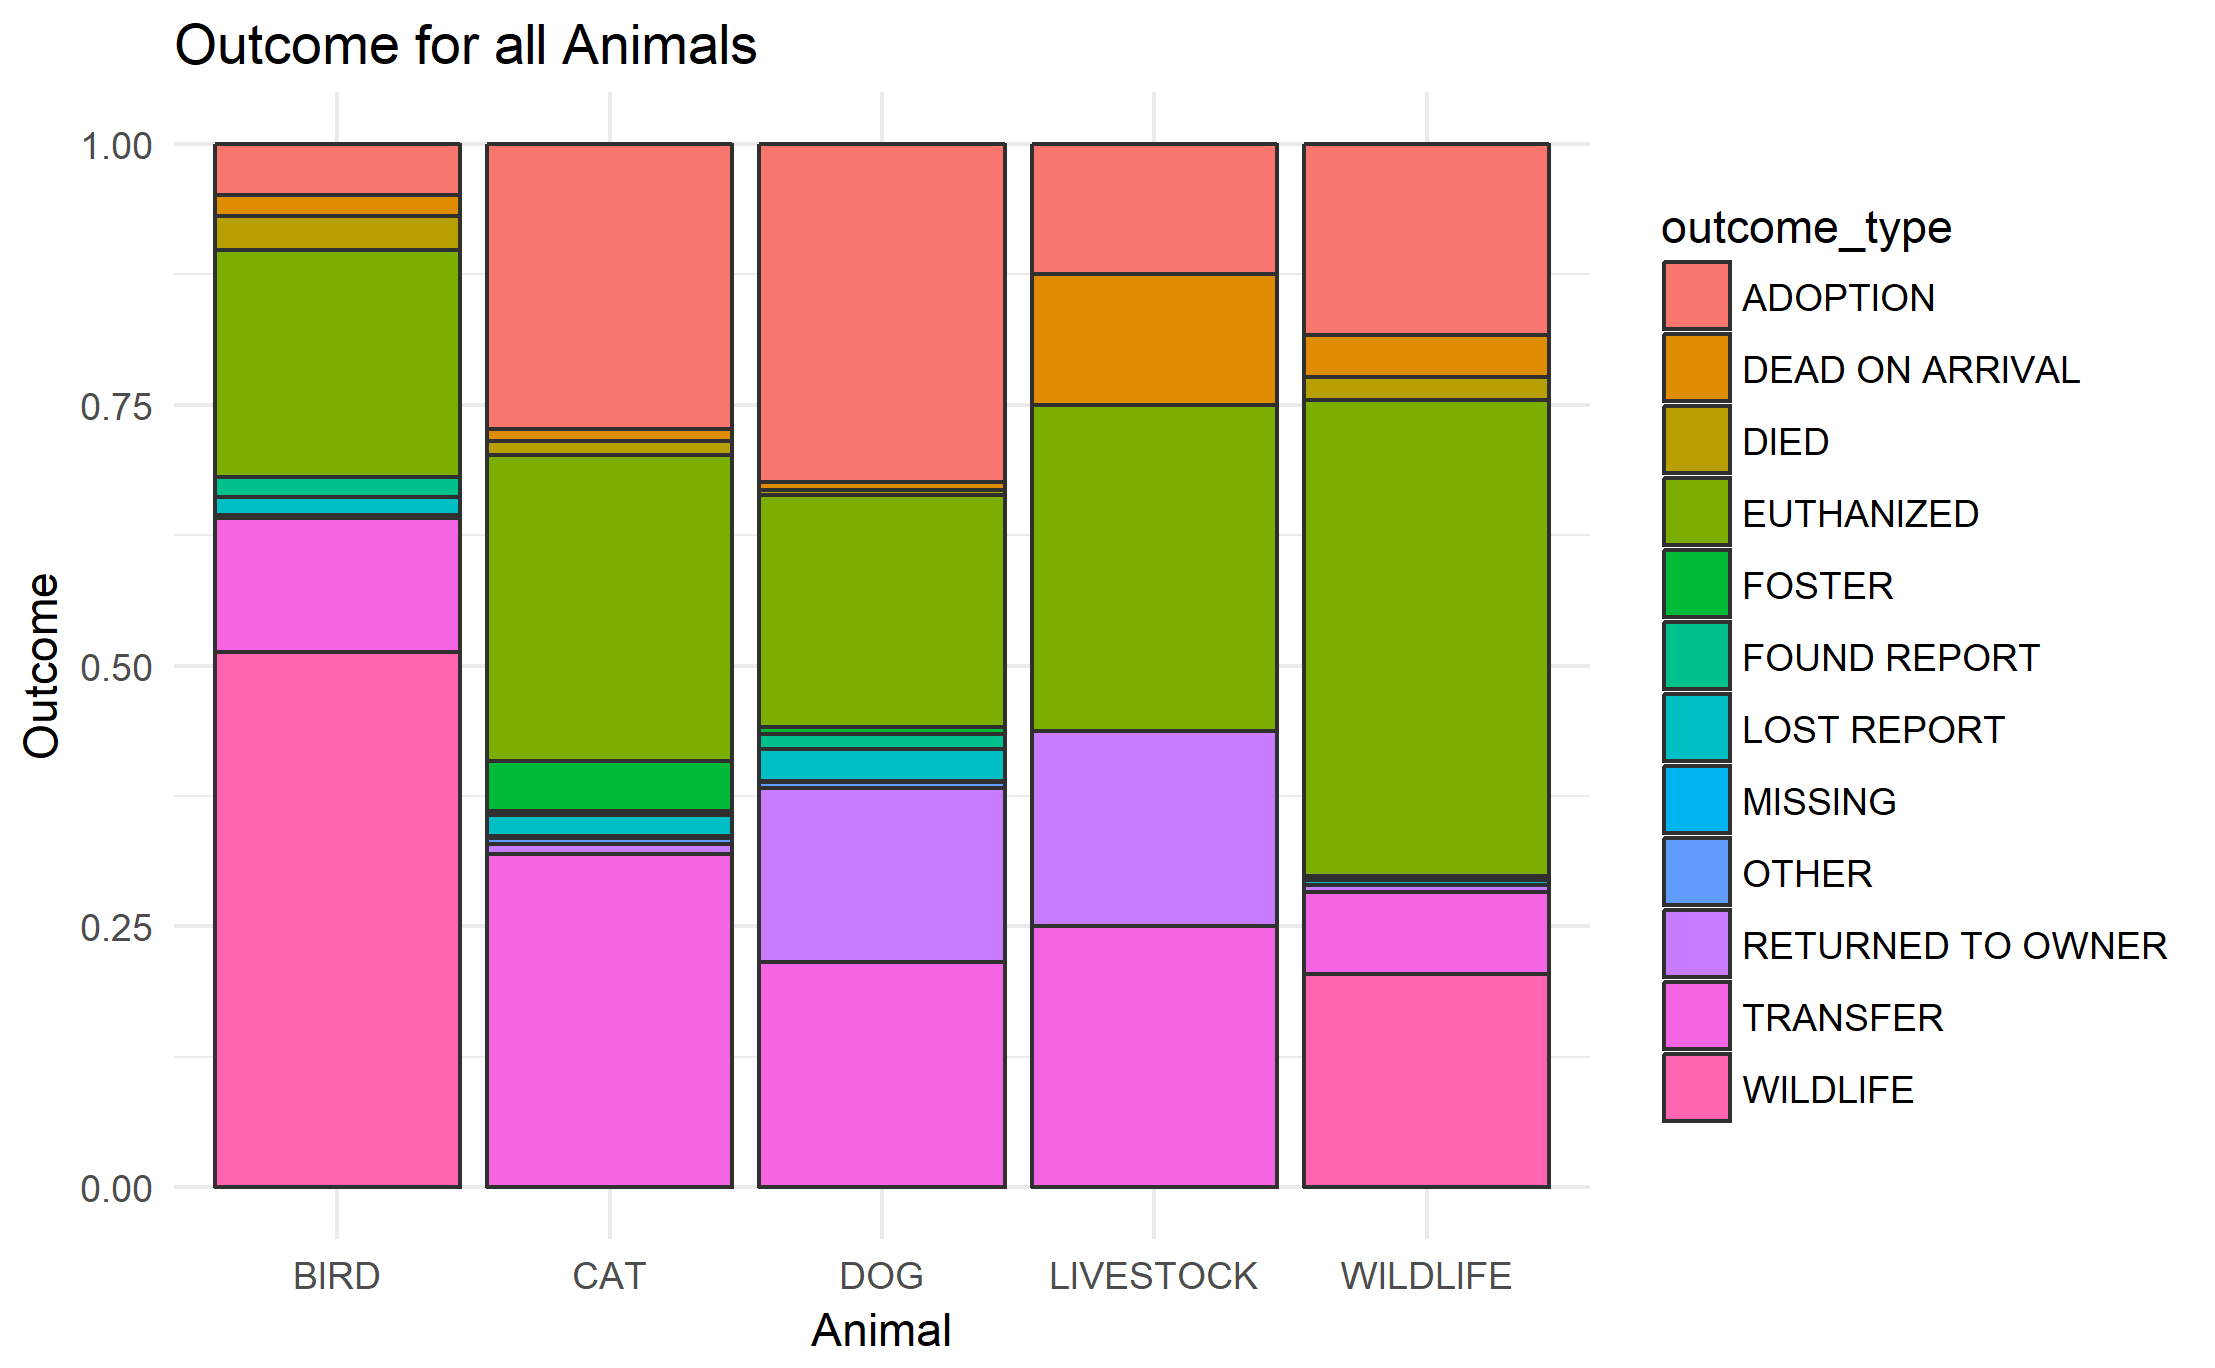 Outcome for all Animals
1.00
0.75
0.50
0.25
0.00
Outcome
BIRD CAT DOG LIVESTOCK WILDLIFE
Animal
outcome_type
ADOPTION
DEAD ON ARRIVAL
DIED
EUTHANIZED
FOSTER
FOUND REPORT
LOST REPORT
MISSING
OTHER
RETURNED TO OWNER
TRANSFER
WILDLIFE